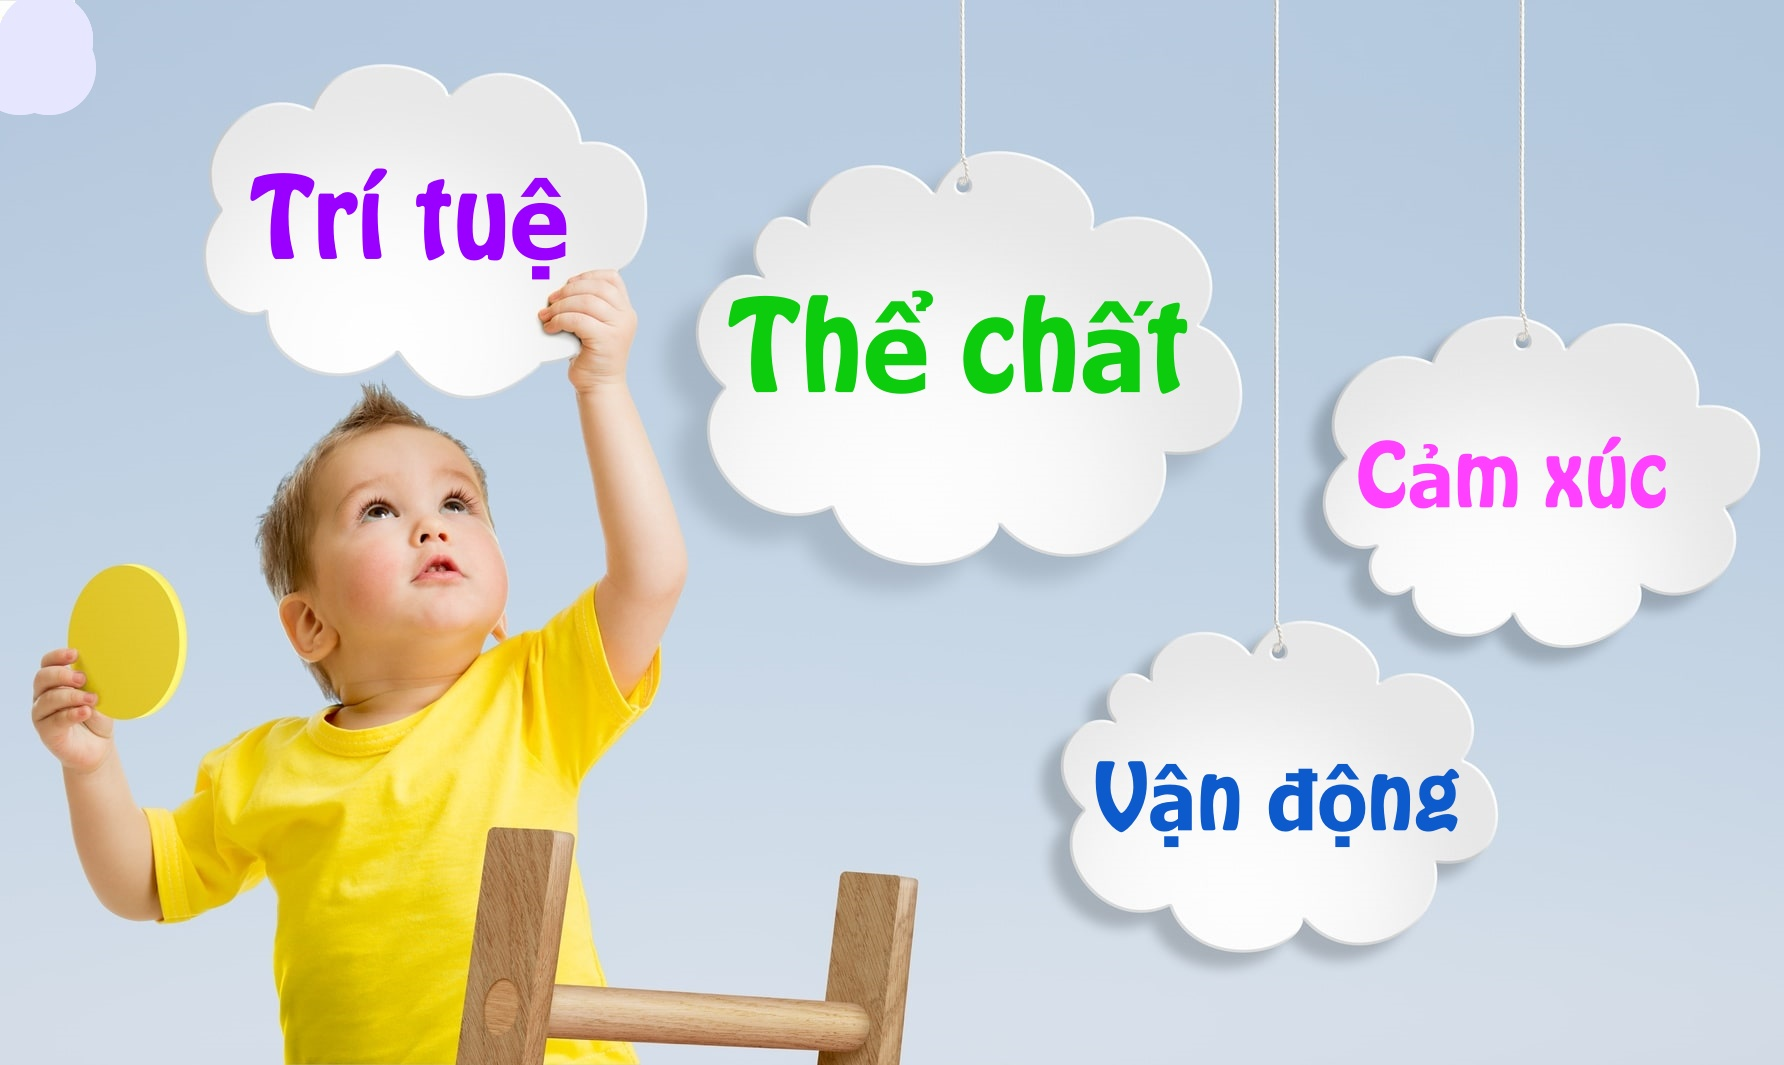 Trí tuệ
Thể chất
Cảm xúc
Vận động